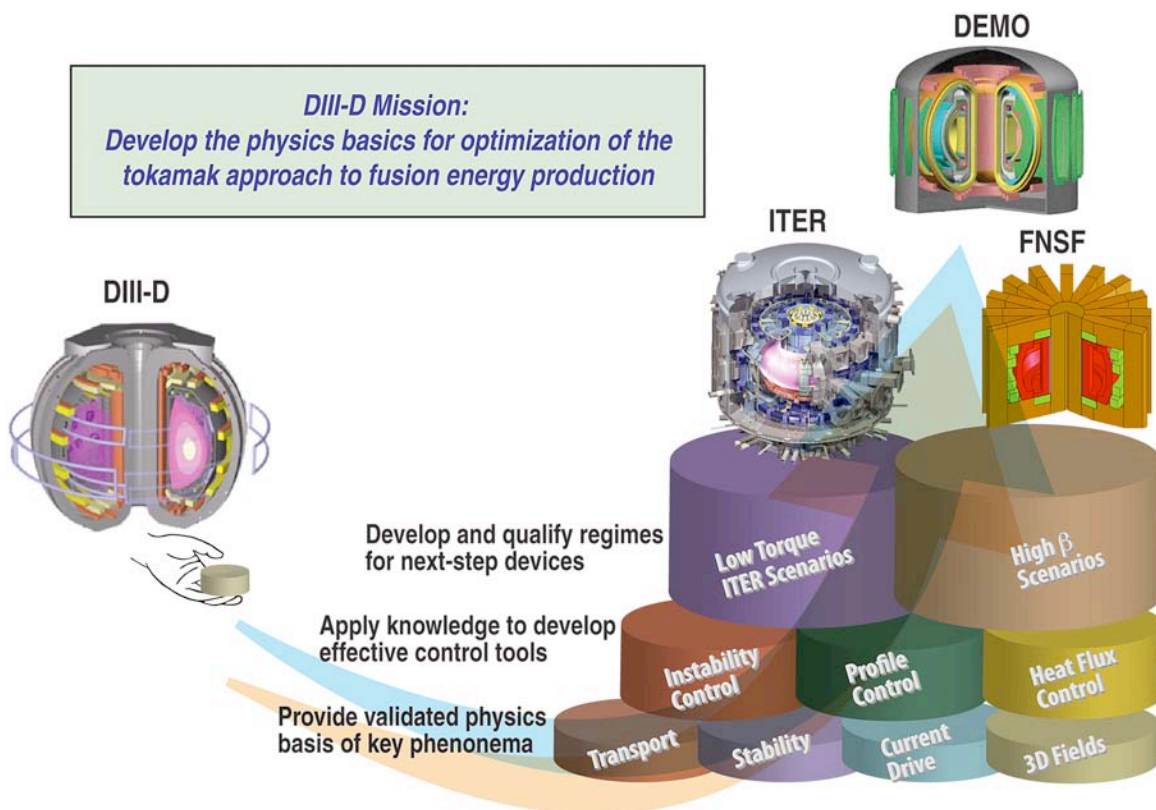 DEMO
DIII-D Mission:
Develop the physics basics for optimization of the
tokamak approach to fusion energy production
ITER
FNSF
DIII-D
Develop and qualify regimes
for next-step devices
Low Torque
ITER Scenarios
High β
Scenarios
Apply knowledge to develop
effective control tools
Instability
Control
Profile
Control
Heat Flux
Control
Provide validated physics
basis of key phenonema
Transport
Stability
Current
Drive
3D Fields